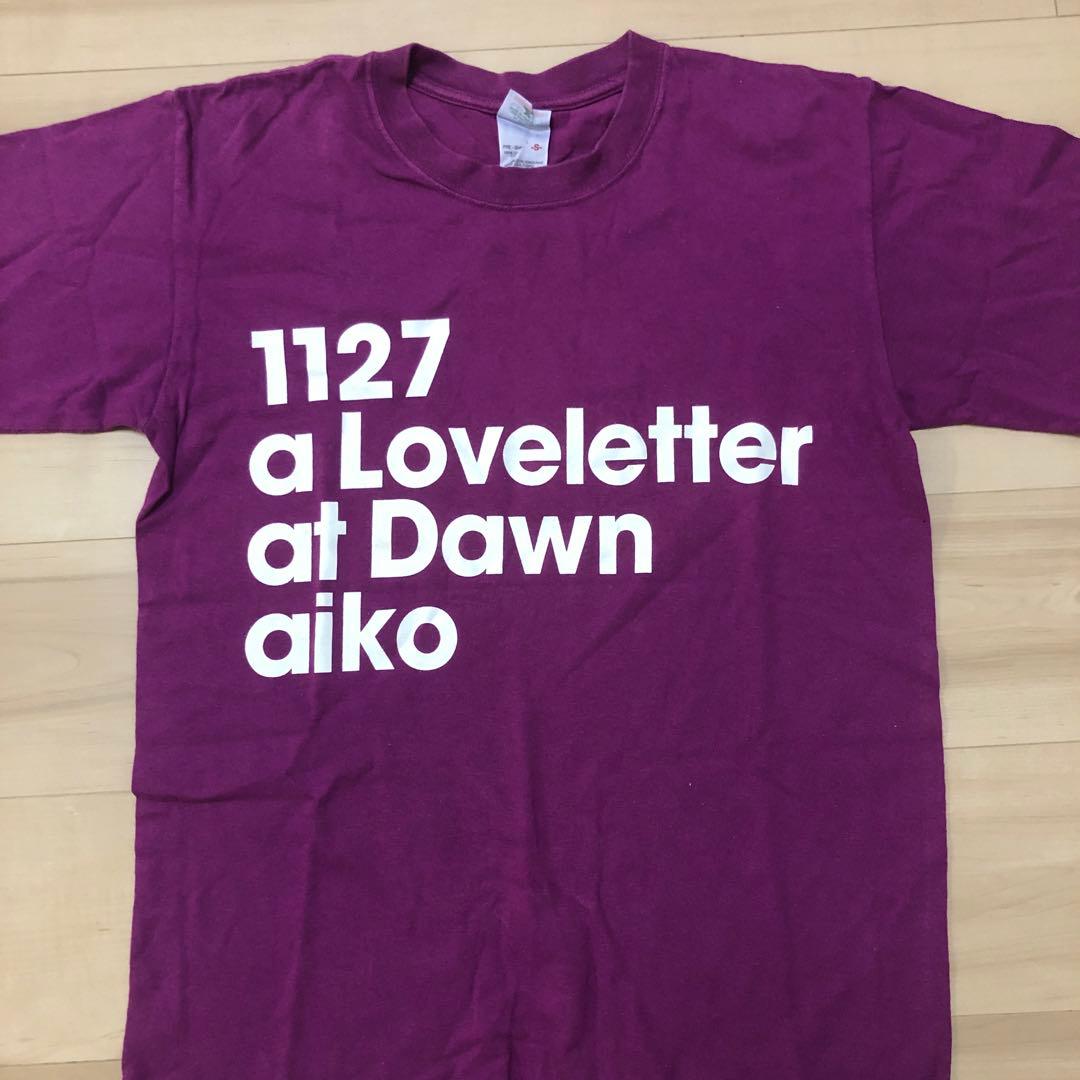 -S-
1127
a Loveletter
at Dawn
aiko